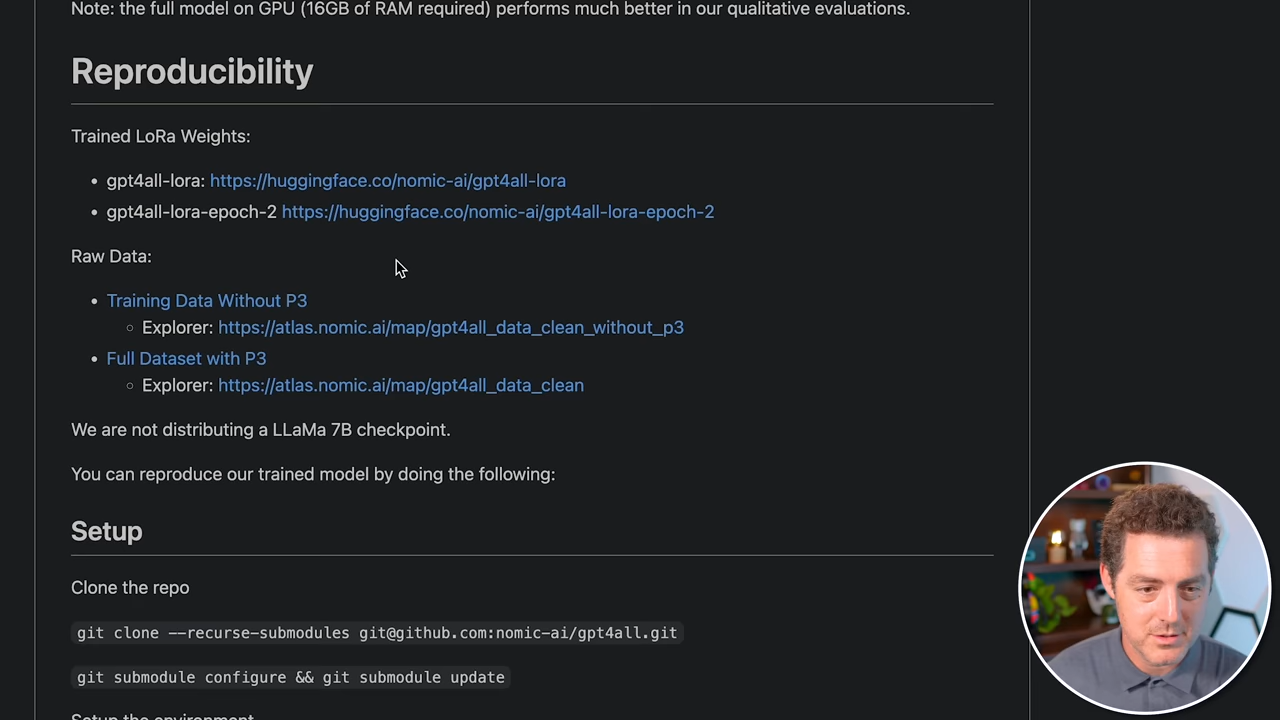 Note: the full model on GPU (16GB of RAM required) performs much better in our qualitative evaluations.
Reproducibility
Trained LoRa Weights:
• gpt4all-lora: https://huggingface.co/nomic-ai/gpt4all-lora
• gpt4all-lora-epoch-2 https://huggingface.co/nomic-ai/gpt4all-lora-epoch-2
Raw Data:
• Training Data Without P3
◦ Explorer: https://atlas.nomic.ai/map/gpt4all_data_clean_without_p3
• Full Dataset with P3
◦ Explorer: https://atlas.nomic.ai/map/gpt4all_data_clean
We are not distributing a LLaMa 7B checkpoint.
You can reproduce our trained model by doing the following:
Setup
Clone the repo
git clone --recurse-submodules git@github.com:nomic-ai/gpt4all.git
git submodule configure && git submodule update
Setup the environment